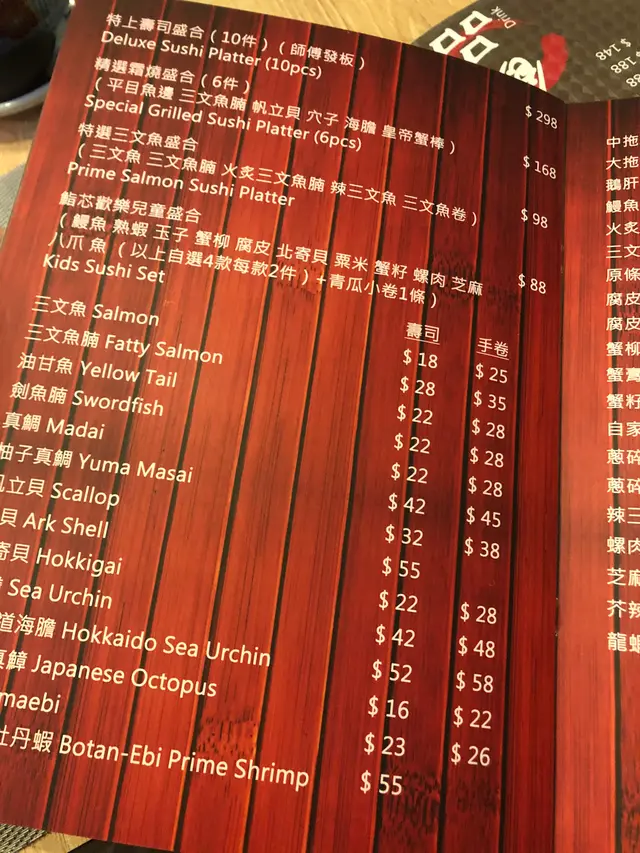 特上壽司盛合（10件）（師傅發板）
Deluxe Sushi Platter (10pcs)
$ 298
精選霜燒盛合（6件）
（平目魚邊 三文魚腩 帆立貝 穴子 海膽 皇帝蟹棒）
Special Grilled Sushi Platter (6pcs)
$ 168
特選三文魚盛合
（三文魚 三文魚腩 火炙三文魚腩 辣三文魚 三文魚卷）
Prime Salmon Sushi Platter
$ 98
鮨芯歡樂兒童盛合
（鰻魚 熟蝦 玉子 蟹柳 腐皮 北寄貝 粟米 蟹籽 螺肉 芝麻
八爪魚（以上自選4款每款2件）＋青瓜小卷1條）
Kids Sushi Set
$ 88
壽司 手卷
三文魚 Salmon $ 18 $ 25
三文魚腩 Fatty Salmon $ 28 $ 35
油甘魚 Yellow Tail $ 22 $ 28
劍魚腩 Swordfish $ 22 $ 28
真鯛 Madai $ 22 $ 28
柚子真鯛 Yuma Masai $ 42 $ 45
帆立貝 Scallop $ 32 $ 38
貝 Ark Shell $ 55
寄貝 Hokkigai $ 22 $ 28
Sea Urchin $ 42 $ 48
道海膽 Hokkaido Sea Urchin $ 52 $ 58
Japanese Octopus $ 16 $ 22
maebi $ 23 $ 26
牡丹蝦 Botan-Ebi Prime Shrimp $ 55
Drink
$ 148
$ 188
中拖
大拖
鵝肝
鰻魚
火炙
三文
原條
腐皮
腐皮
蟹柳
蟹膏
蟹籽
自家
蔥碎
蔥碎
辣三
螺肉
芝麻
芥辣
龍蝦